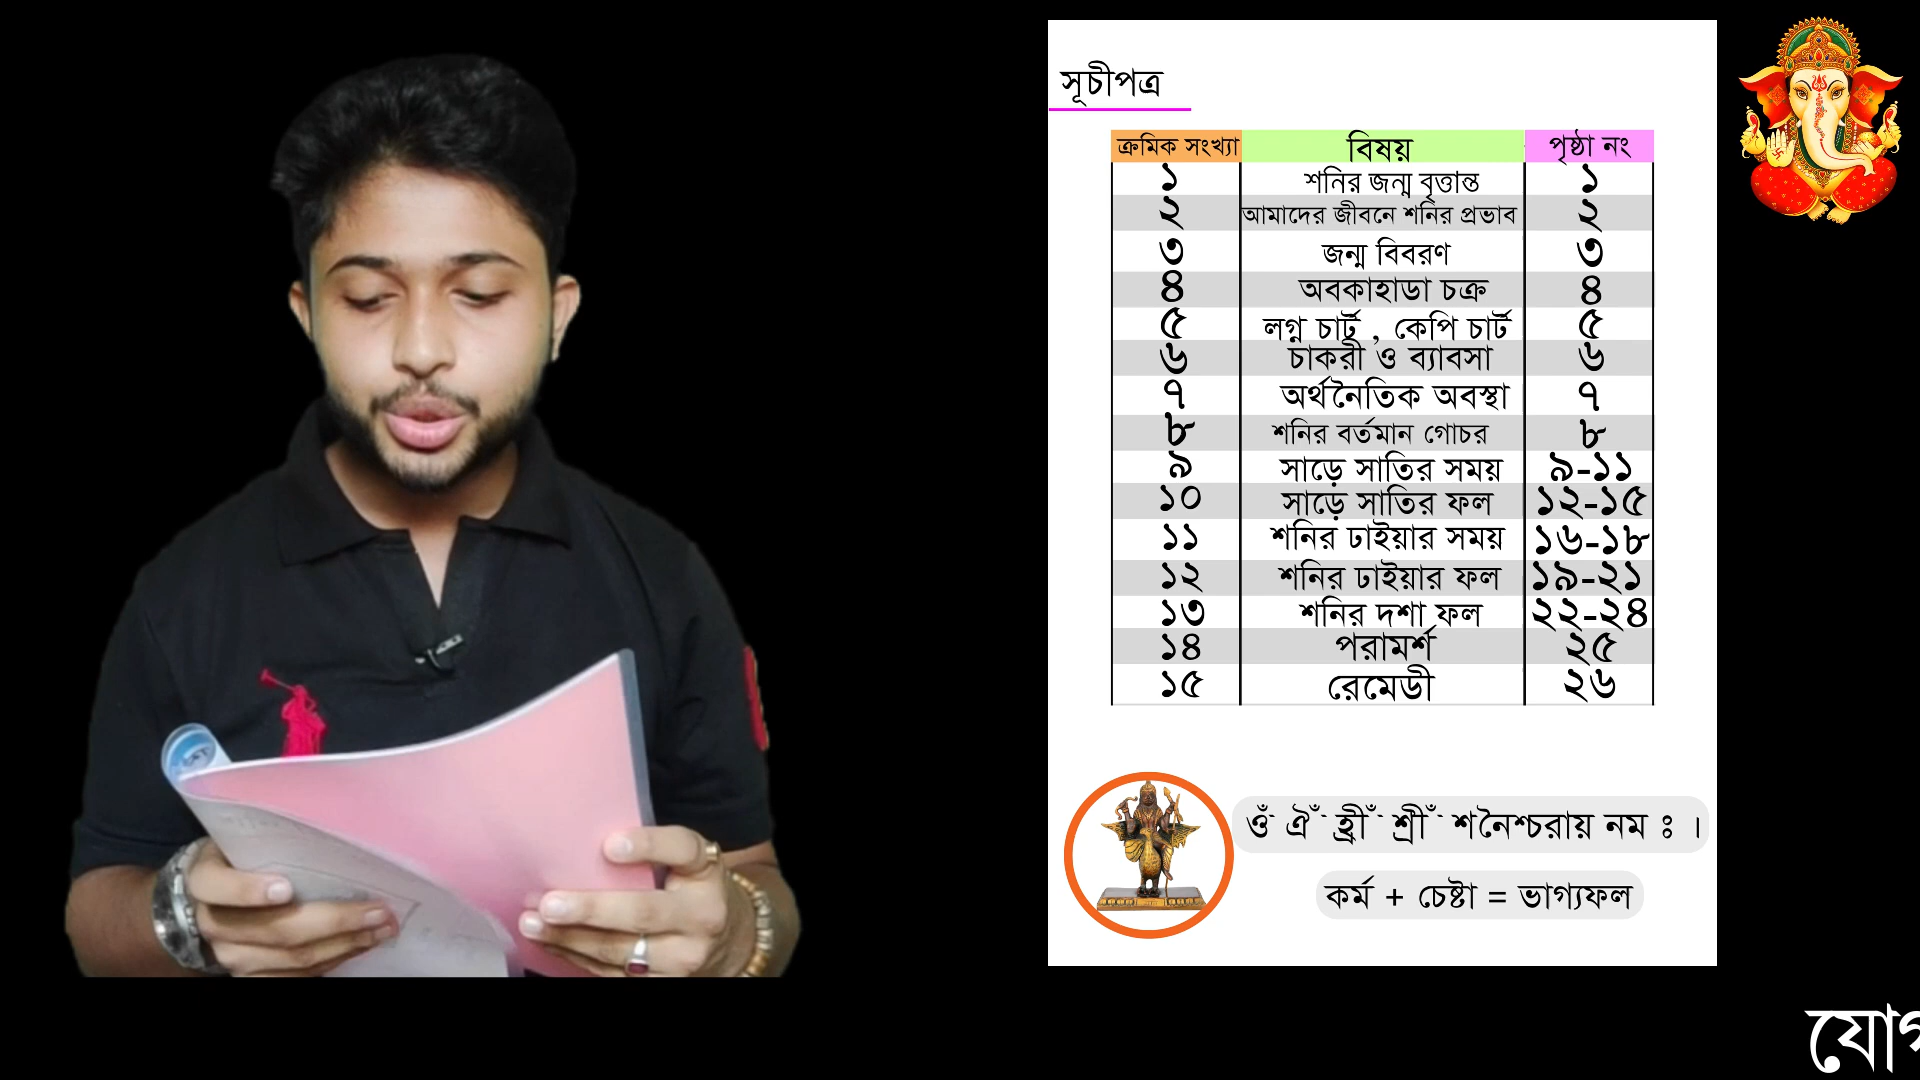 সূচীপত্র
ক্রমিক সংখ্যা বিষয় পৃষ্ঠা নং
১ শনির জন্ম বৃত্তান্ত ১
২ আমাদের জীবনে শনির প্রভাব ২
৩ জন্ম বিবরণ ৩
৪ অবকাহাডা চক্র ৪
৫ লগ্ন চার্ট , কেপি চার্ট ৫
৬ চাকরী ও ব্যাবসা ৬
৭ অর্থনৈতিক অবস্থা ৭
৮ শনির বর্তমান গোচর ৮
৯ সাড়ে সাতির সময় ৯-১১
১০ সাড়ে সাতির ফল ১২-১৫
১১ শনির ঢাইয়ার সময় ১৬-১৮
১২ শনির ঢাইয়ার ফল ১৯-২১
১৩ শনির দশা ফল ২২-২৪
১৪ পরামর্শ ২৫
১৫ রেমেডী ২৬
ওঁ ঐঁ হ্রীঁ শ্রীঁ শনৈশ্চরায় নম ঃ ।
কর্ম + চেষ্টা = ভাগ্যফল